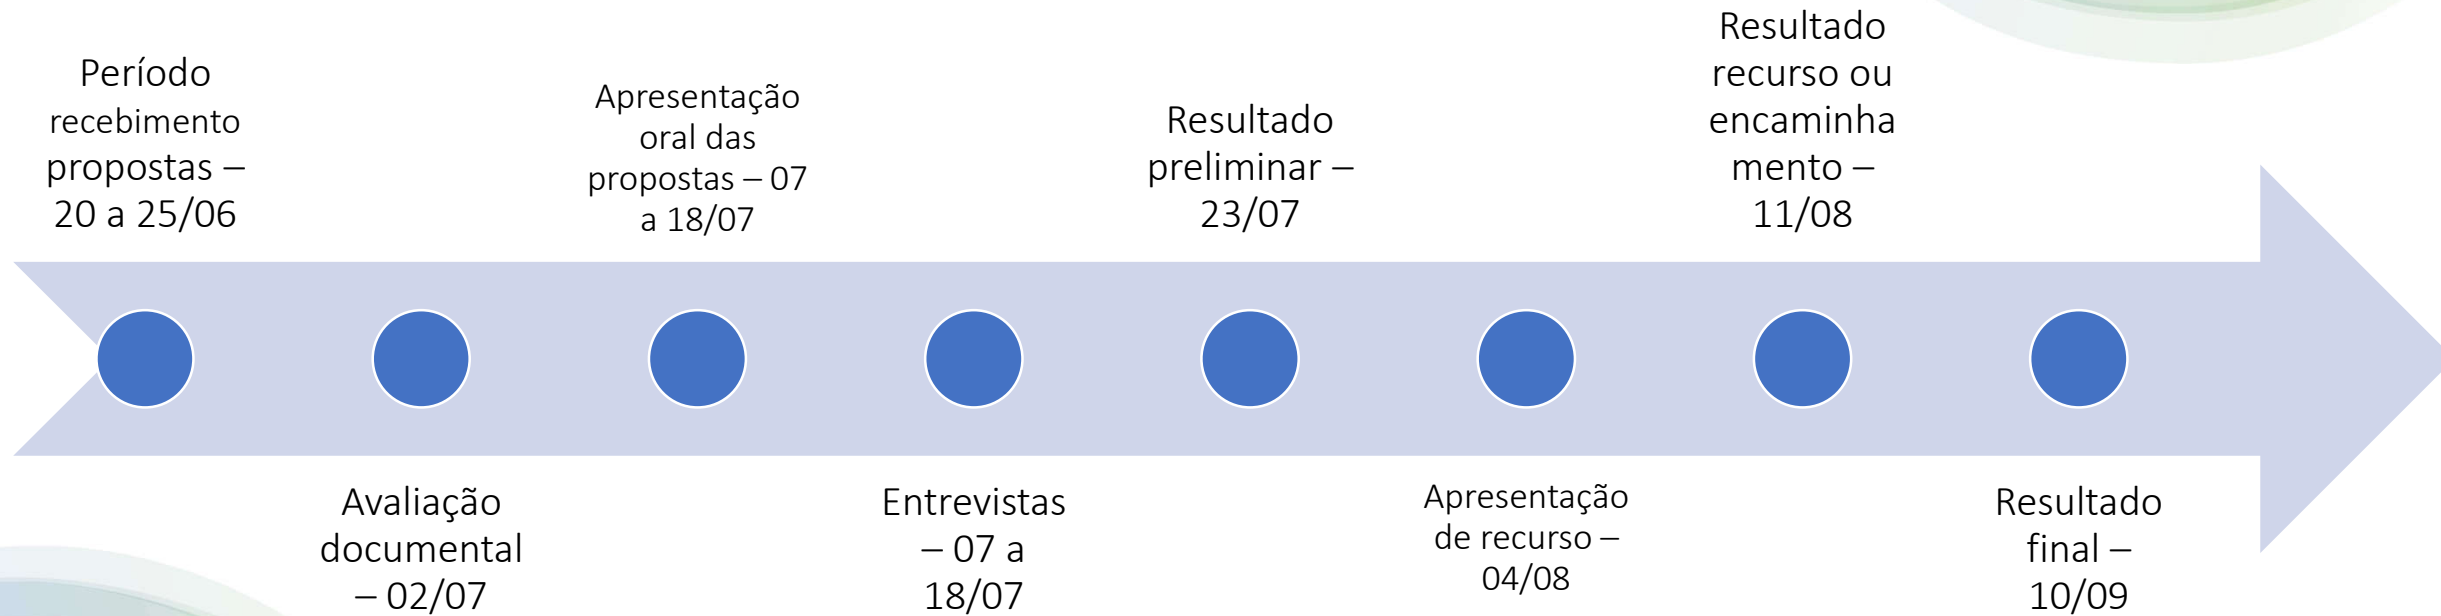 Período
recebimento
propostas –
20 a 25/06
Avaliação
documental
– 02/07
Apresentação
oral das
propostas – 07
a 18/07
Entrevistas
– 07 a
18/07
Resultado
preliminar –
23/07
Apresentação
de recurso –
04/08
Resultado
recurso ou
encaminha
mento –
11/08
Resultado
final –
10/09